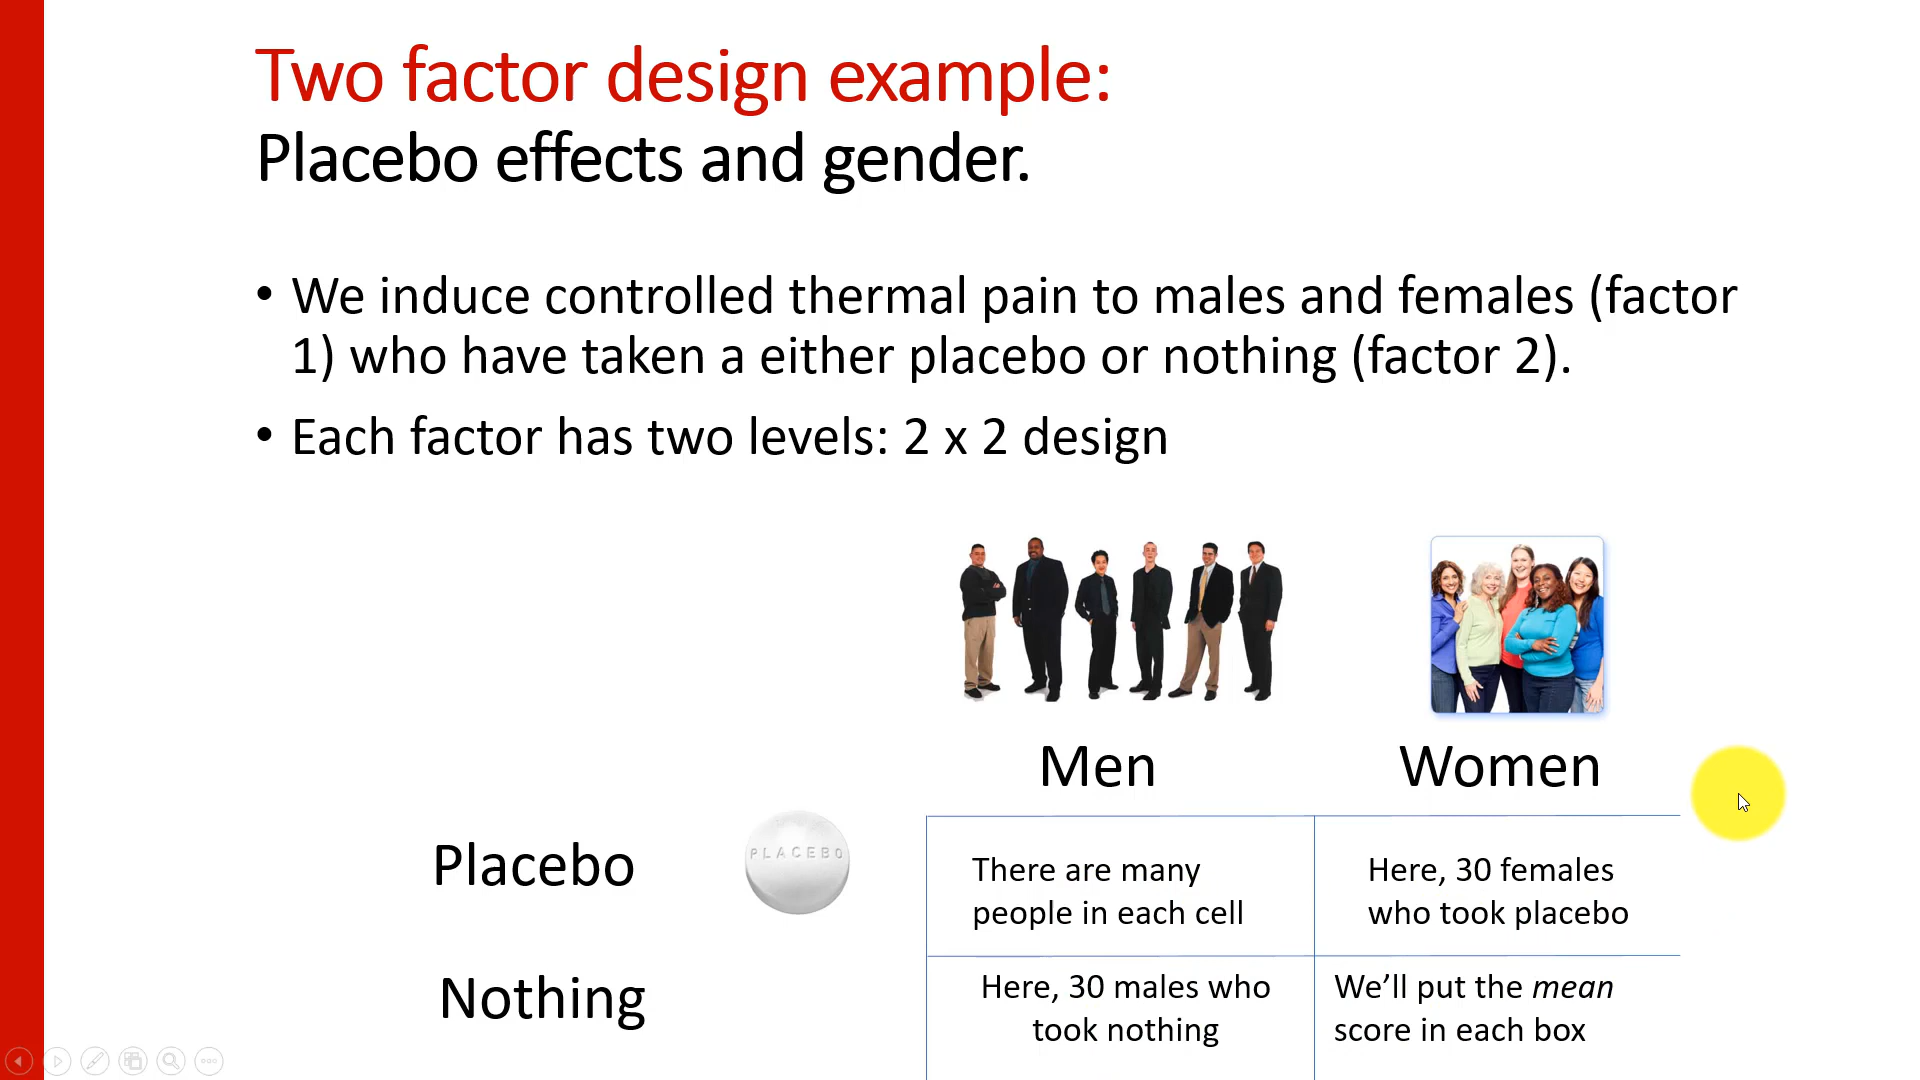 Two factor design example:
Placebo effects and gender.
• We induce controlled thermal pain to males and females (factor
1) who have taken a either placebo or nothing (factor 2).
• Each factor has two levels: 2 x 2 design
Men
Women
Placebo
PLACEBO
There are many
people in each cell
Here, 30 females
who took placebo
Nothing
Here, 30 males who
took nothing
We’ll put the mean
score in each box